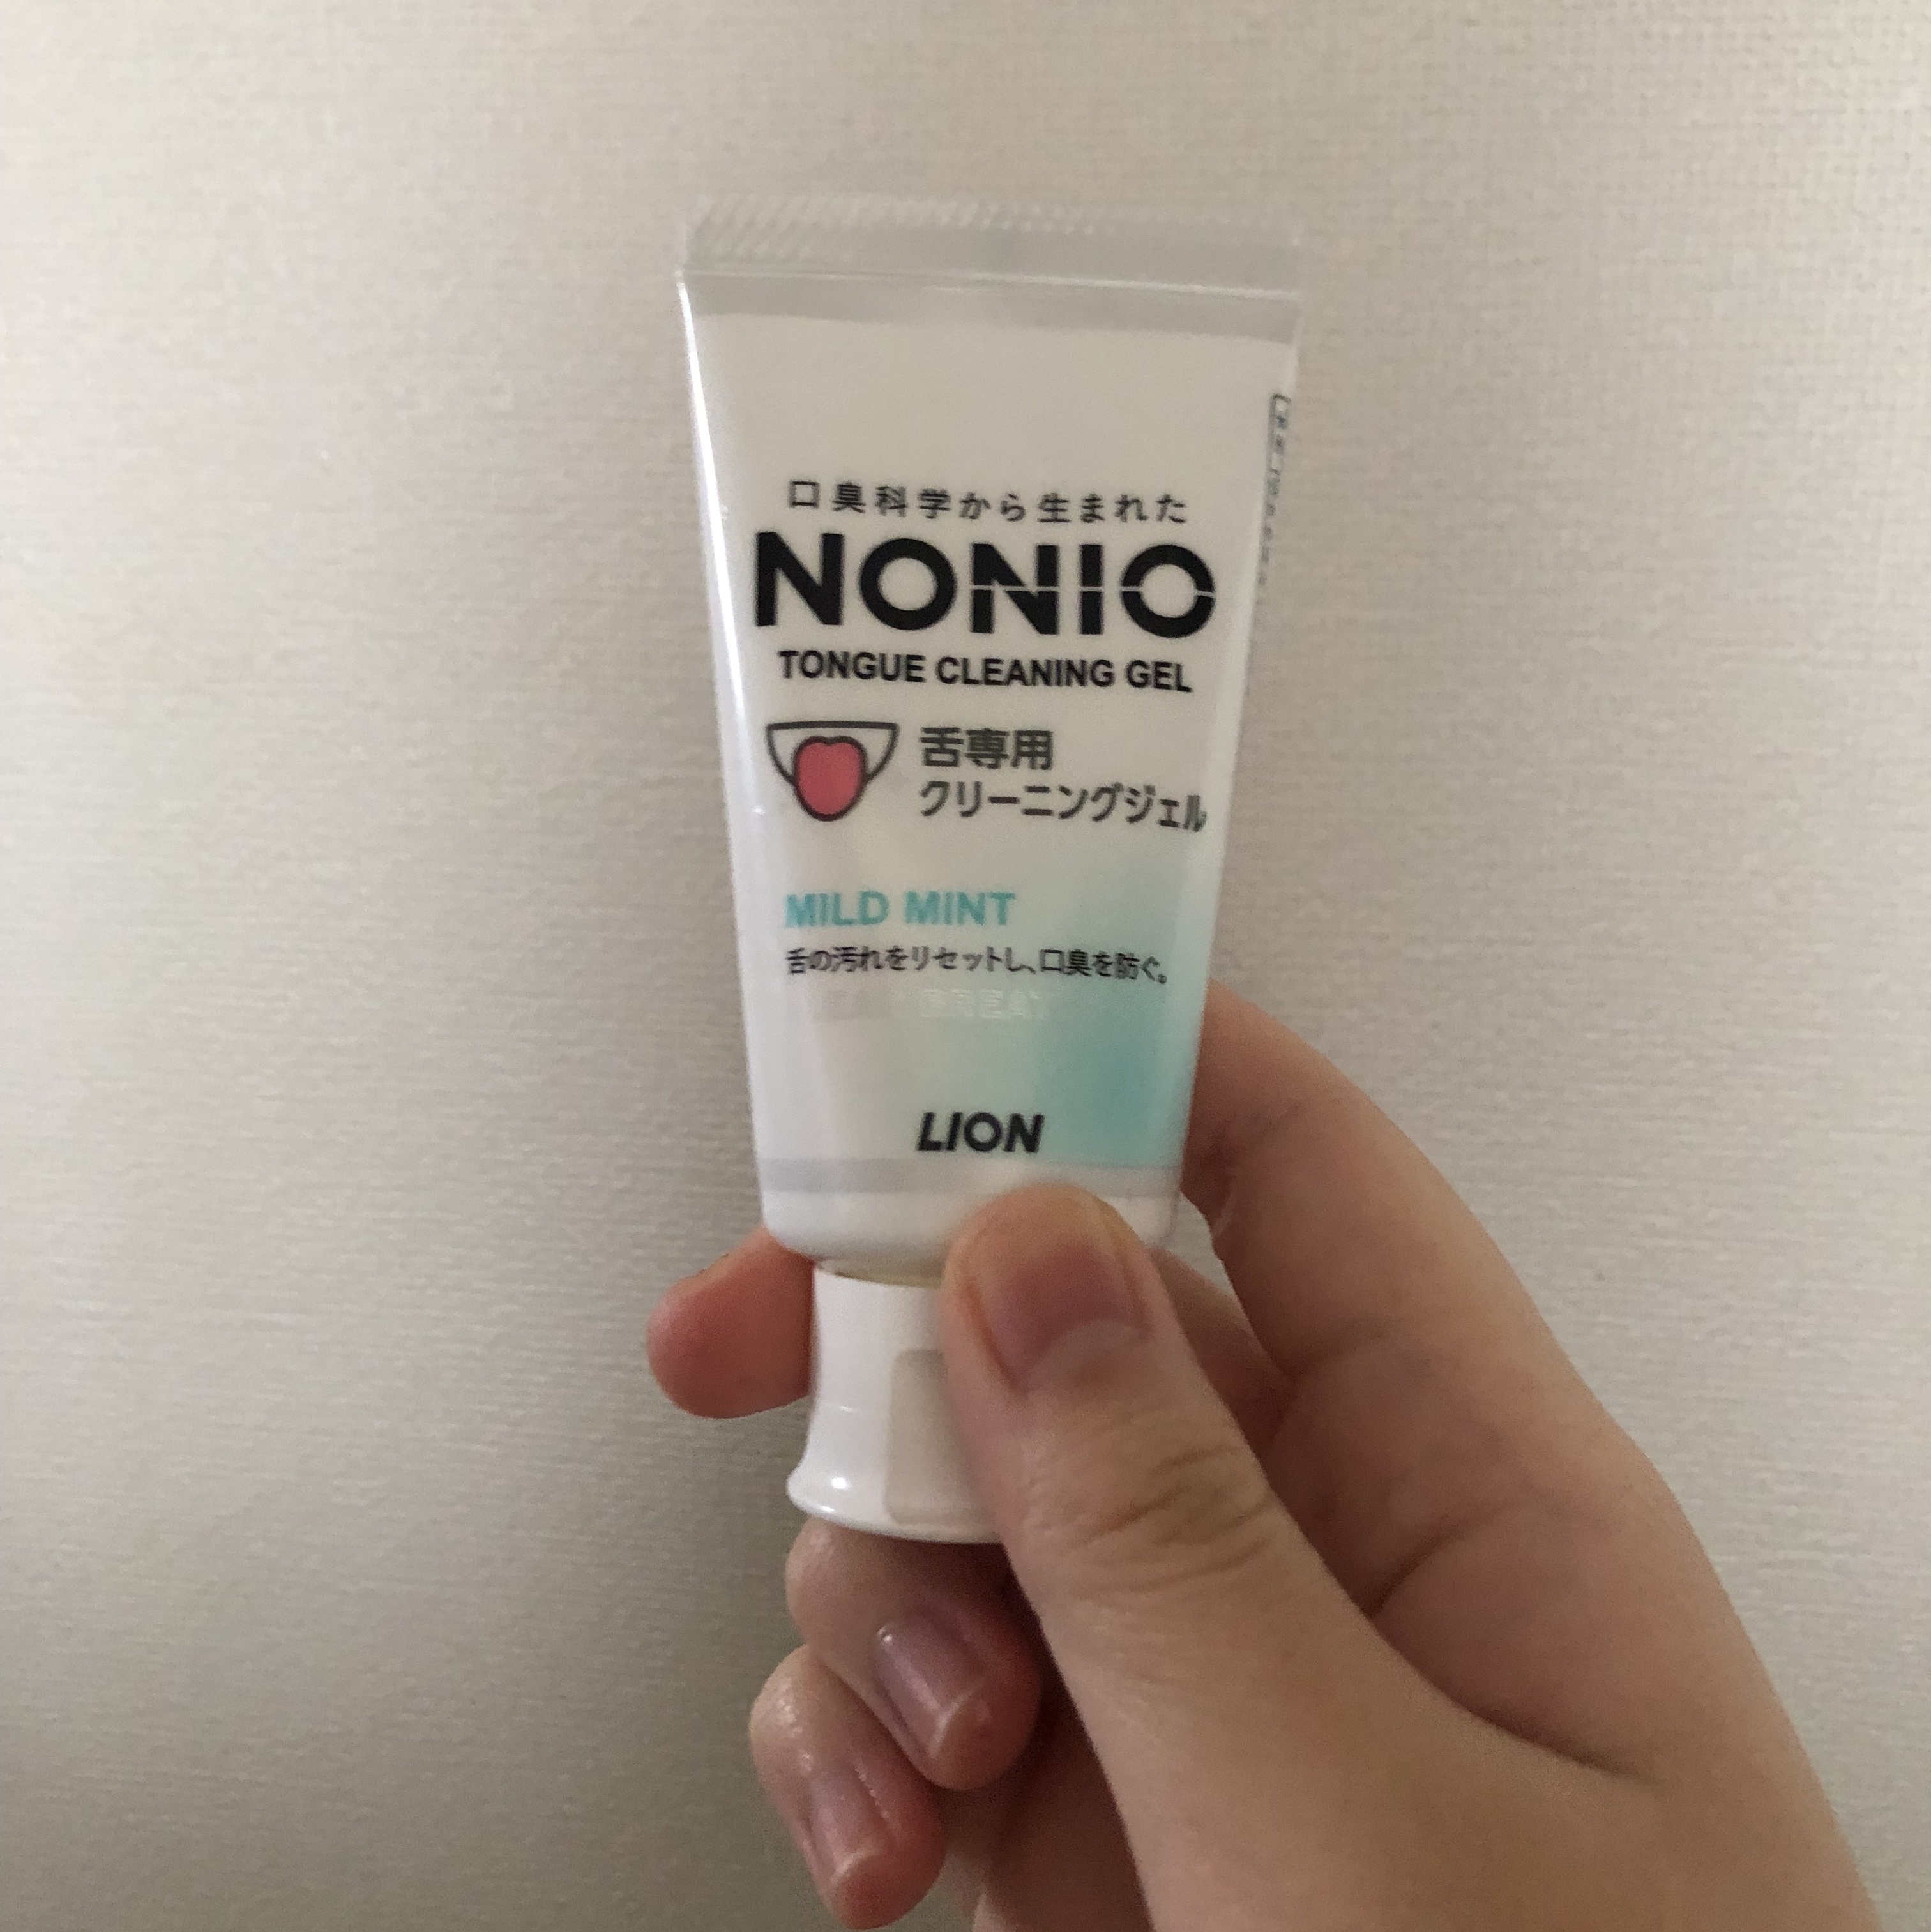 口臭科学から生まれた
NONIO
TONGUE CLEANING GEL
舌専用
クリーニングジェル
MILD MINT
舌の汚れをリセットし、口臭を防ぐ。
LION